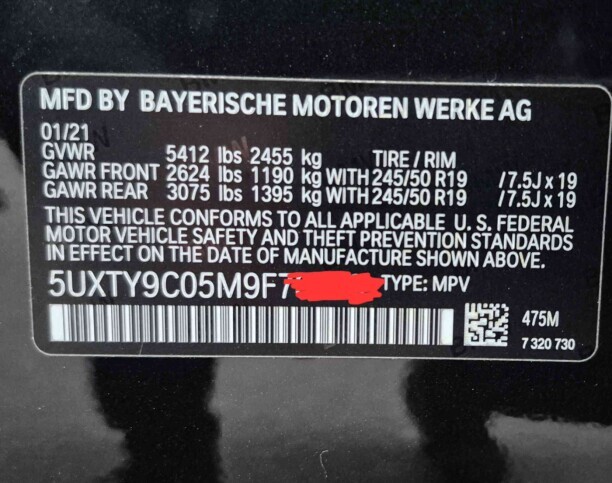 MFD BY BAYERISCHE MOTOREN WERKE AG
01/21
GVWR 5412 lbs 2455 kg TIRE / RIM
GAWR FRONT 2624 lbs 1190 kg WITH 245/50 R19 /7.5J x 19
GAWR REAR 3075 lbs 1395 kg WITH 245/50 R19 /7.5J x 19
THIS VEHICLE CONFORMS TO ALL APPLICABLE U. S. FEDERAL
MOTOR VEHICLE SAFETY AND THEFT PREVENTION STANDARDS
IN EFFECT ON THE DATE OF MANUFACTURE SHOWN ABOVE.
5UXTY9C05M9F7 TYPE: MPV
475M
7 320 730